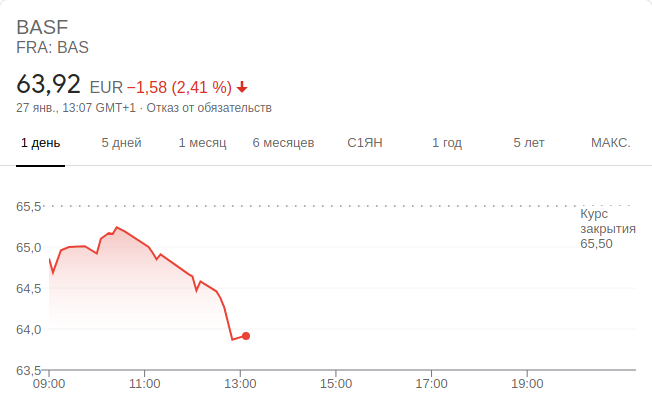 BASF
FRA: BAS
63,92 EUR −1,58 (2,41 %)
27 янв., 13:07 GMT+1 · Отказ от обязательств
1 день 5 дней 1 месяц 6 месяцев С1ЯН 1 год 5 лет МАКС.
65,5
Курс
закрытия
65,50
65,0
64,5
64,0
63,5
09:00 11:00 13:00 15:00 17:00 19:00